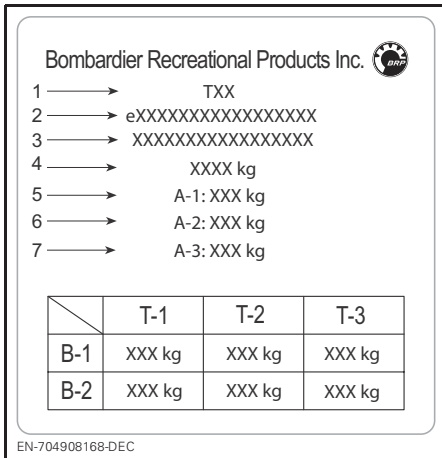 Bombardier Recreational Products Inc. BRP
1 TXX
2 eXXXXXXXXXXXXXXXXX
3 XXXXXXXXXXXXXXXXX
4 XXXX kg
5 A-1: XXX kg
6 A-2: XXX kg
7 A-3: XXX kg
T-1 T-2 T-3
B-1 XXX kg XXX kg XXX kg
B-2 XXX kg XXX kg XXX kg
EN-704908168-DEC